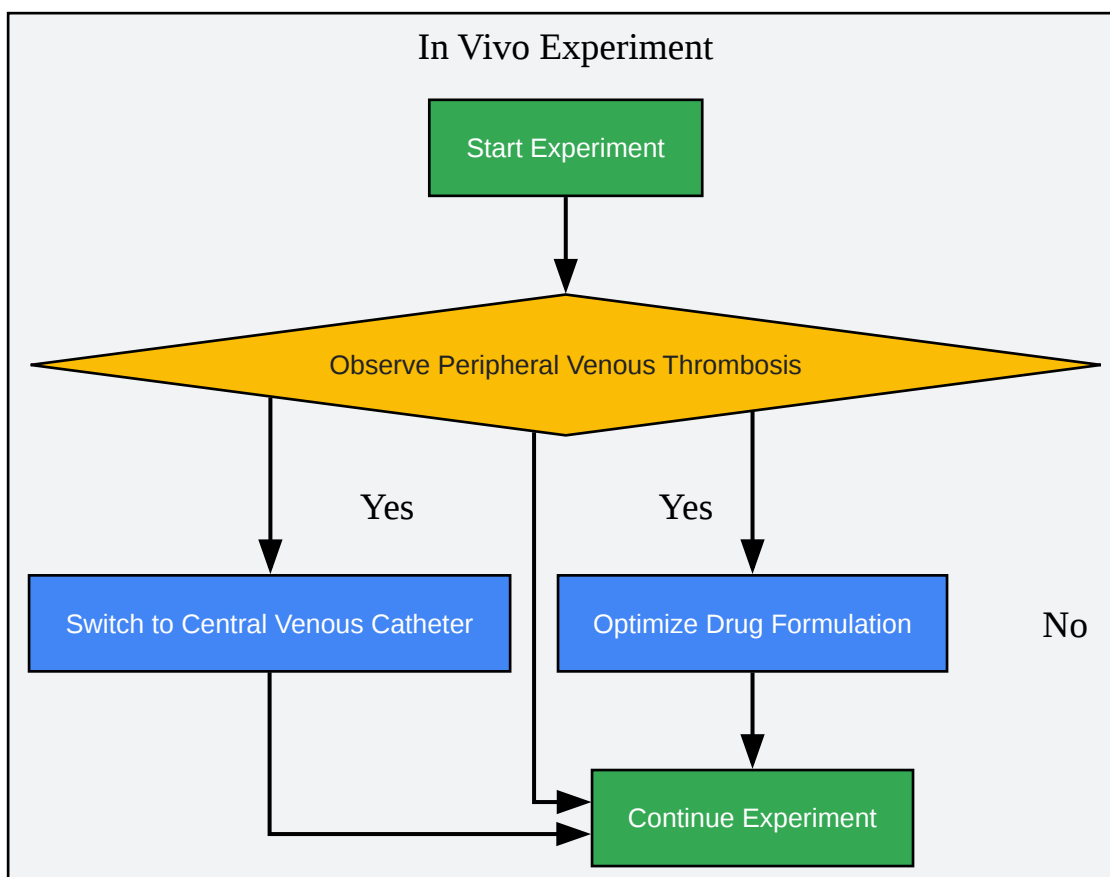 In Vivo Experiment
Start Experiment
Observe Peripheral Venous Thrombosis
Yes
Yes
Switch to Central Venous Catheter
Optimize Drug Formulation
No
Continue Experiment